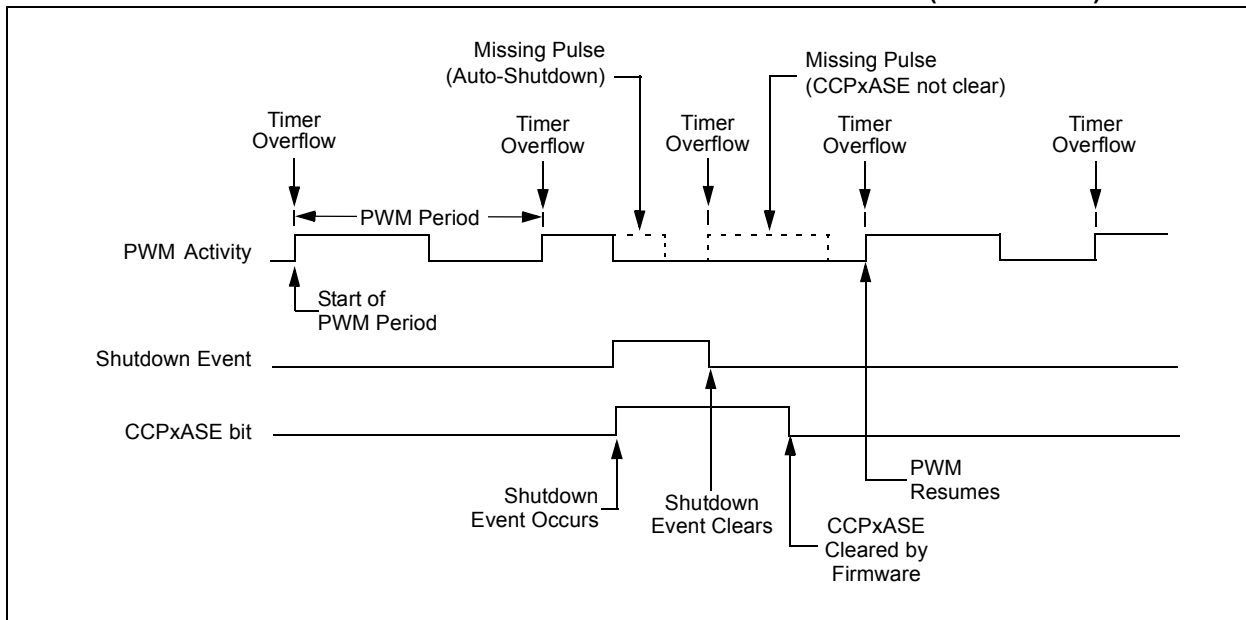 Missing Pulse
(Auto-Shutdown)
Missing Pulse
(CCPxASE not clear)
Timer
Overflow
Timer
Overflow
Timer
Overflow
Timer
Overflow
Timer
Overflow
PWM Period
PWM Activity
Start of
PWM Period
Shutdown Event
CCPxASE bit
Shutdown
Event Occurs
Shutdown
Event Clears
PWM
Resumes
CCPxASE
Cleared by
Firmware